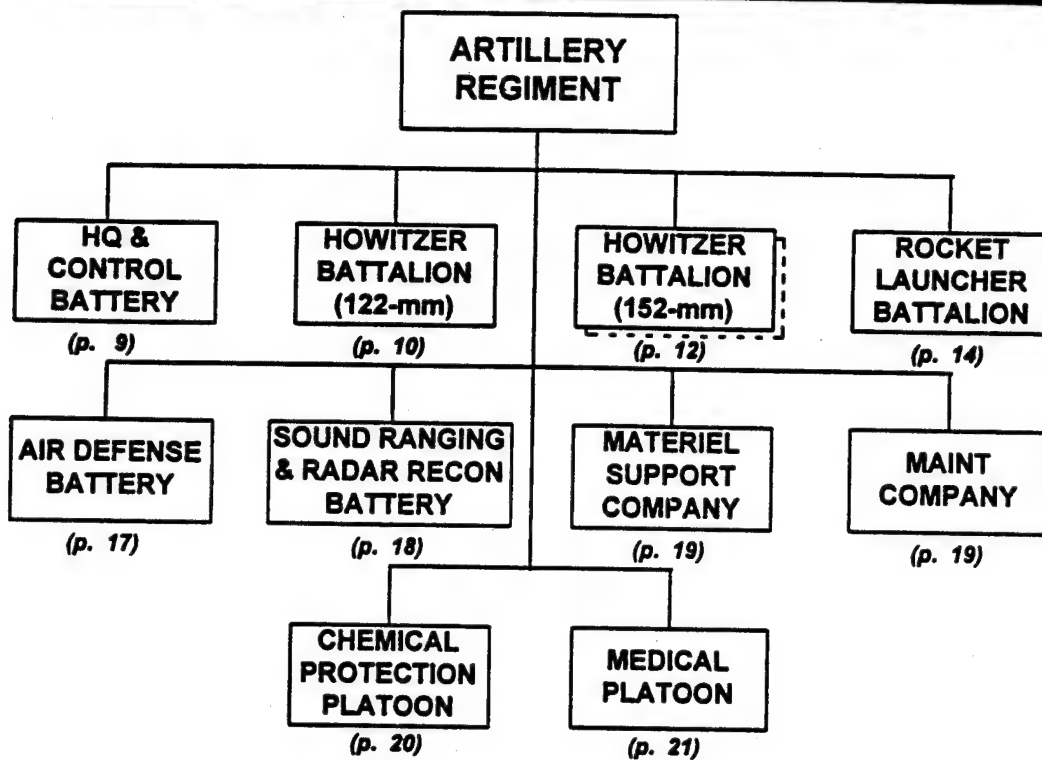 ARTILLERY
REGIMENT
HQ &
CONTROL
BATTERY
(p. 9)
HOWITZER
BATTALION
(122-mm)
(p. 10)
HOWITZER
BATTALION
(152-mm)
(p. 12)
ROCKET
LAUNCHER
BATTALION
(p. 14)
AIR DEFENSE
BATTERY
(p. 17)
SOUND RANGING
& RADAR RECON
BATTERY
(p. 18)
MATERIEL
SUPPORT
COMPANY
(p. 19)
MAINT
COMPANY
(p. 19)
CHEMICAL
PROTECTION
PLATOON
(p. 20)
MEDICAL
PLATOON
(p. 21)